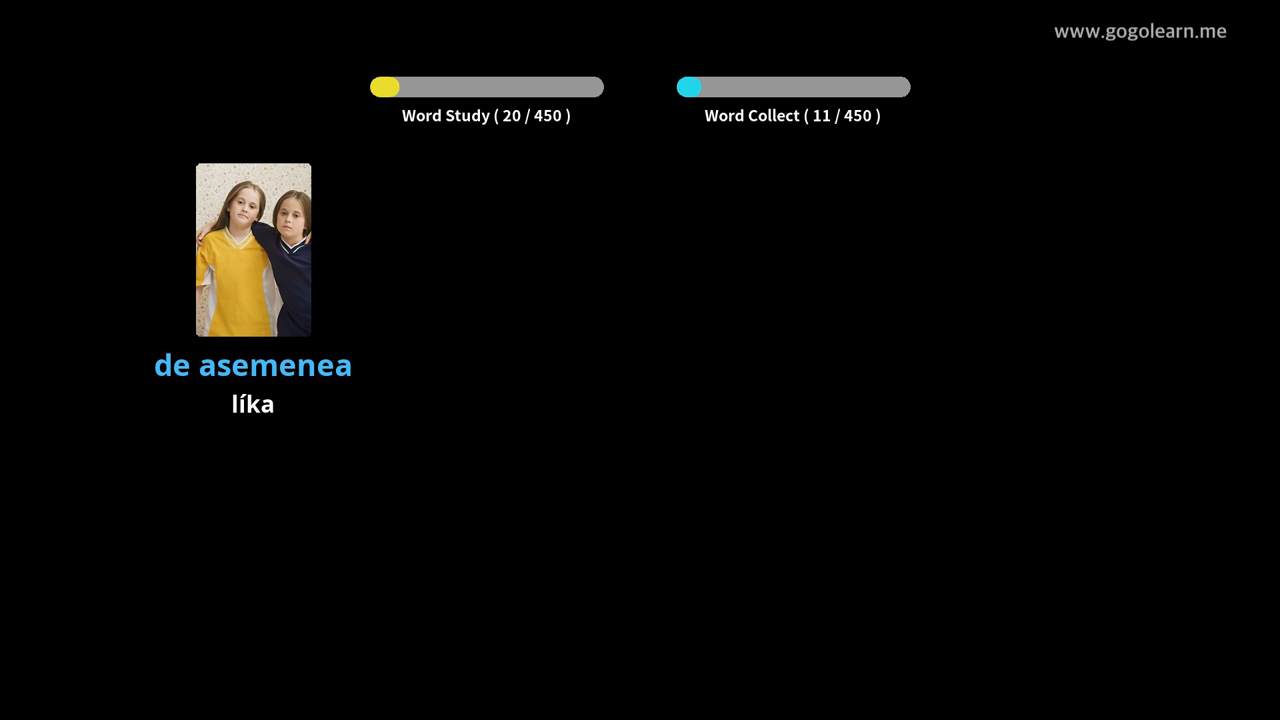 www.gogolearn.me
Word Study ( 20 / 450 )
Word Collect ( 11 / 450 )
de asemenea
líka